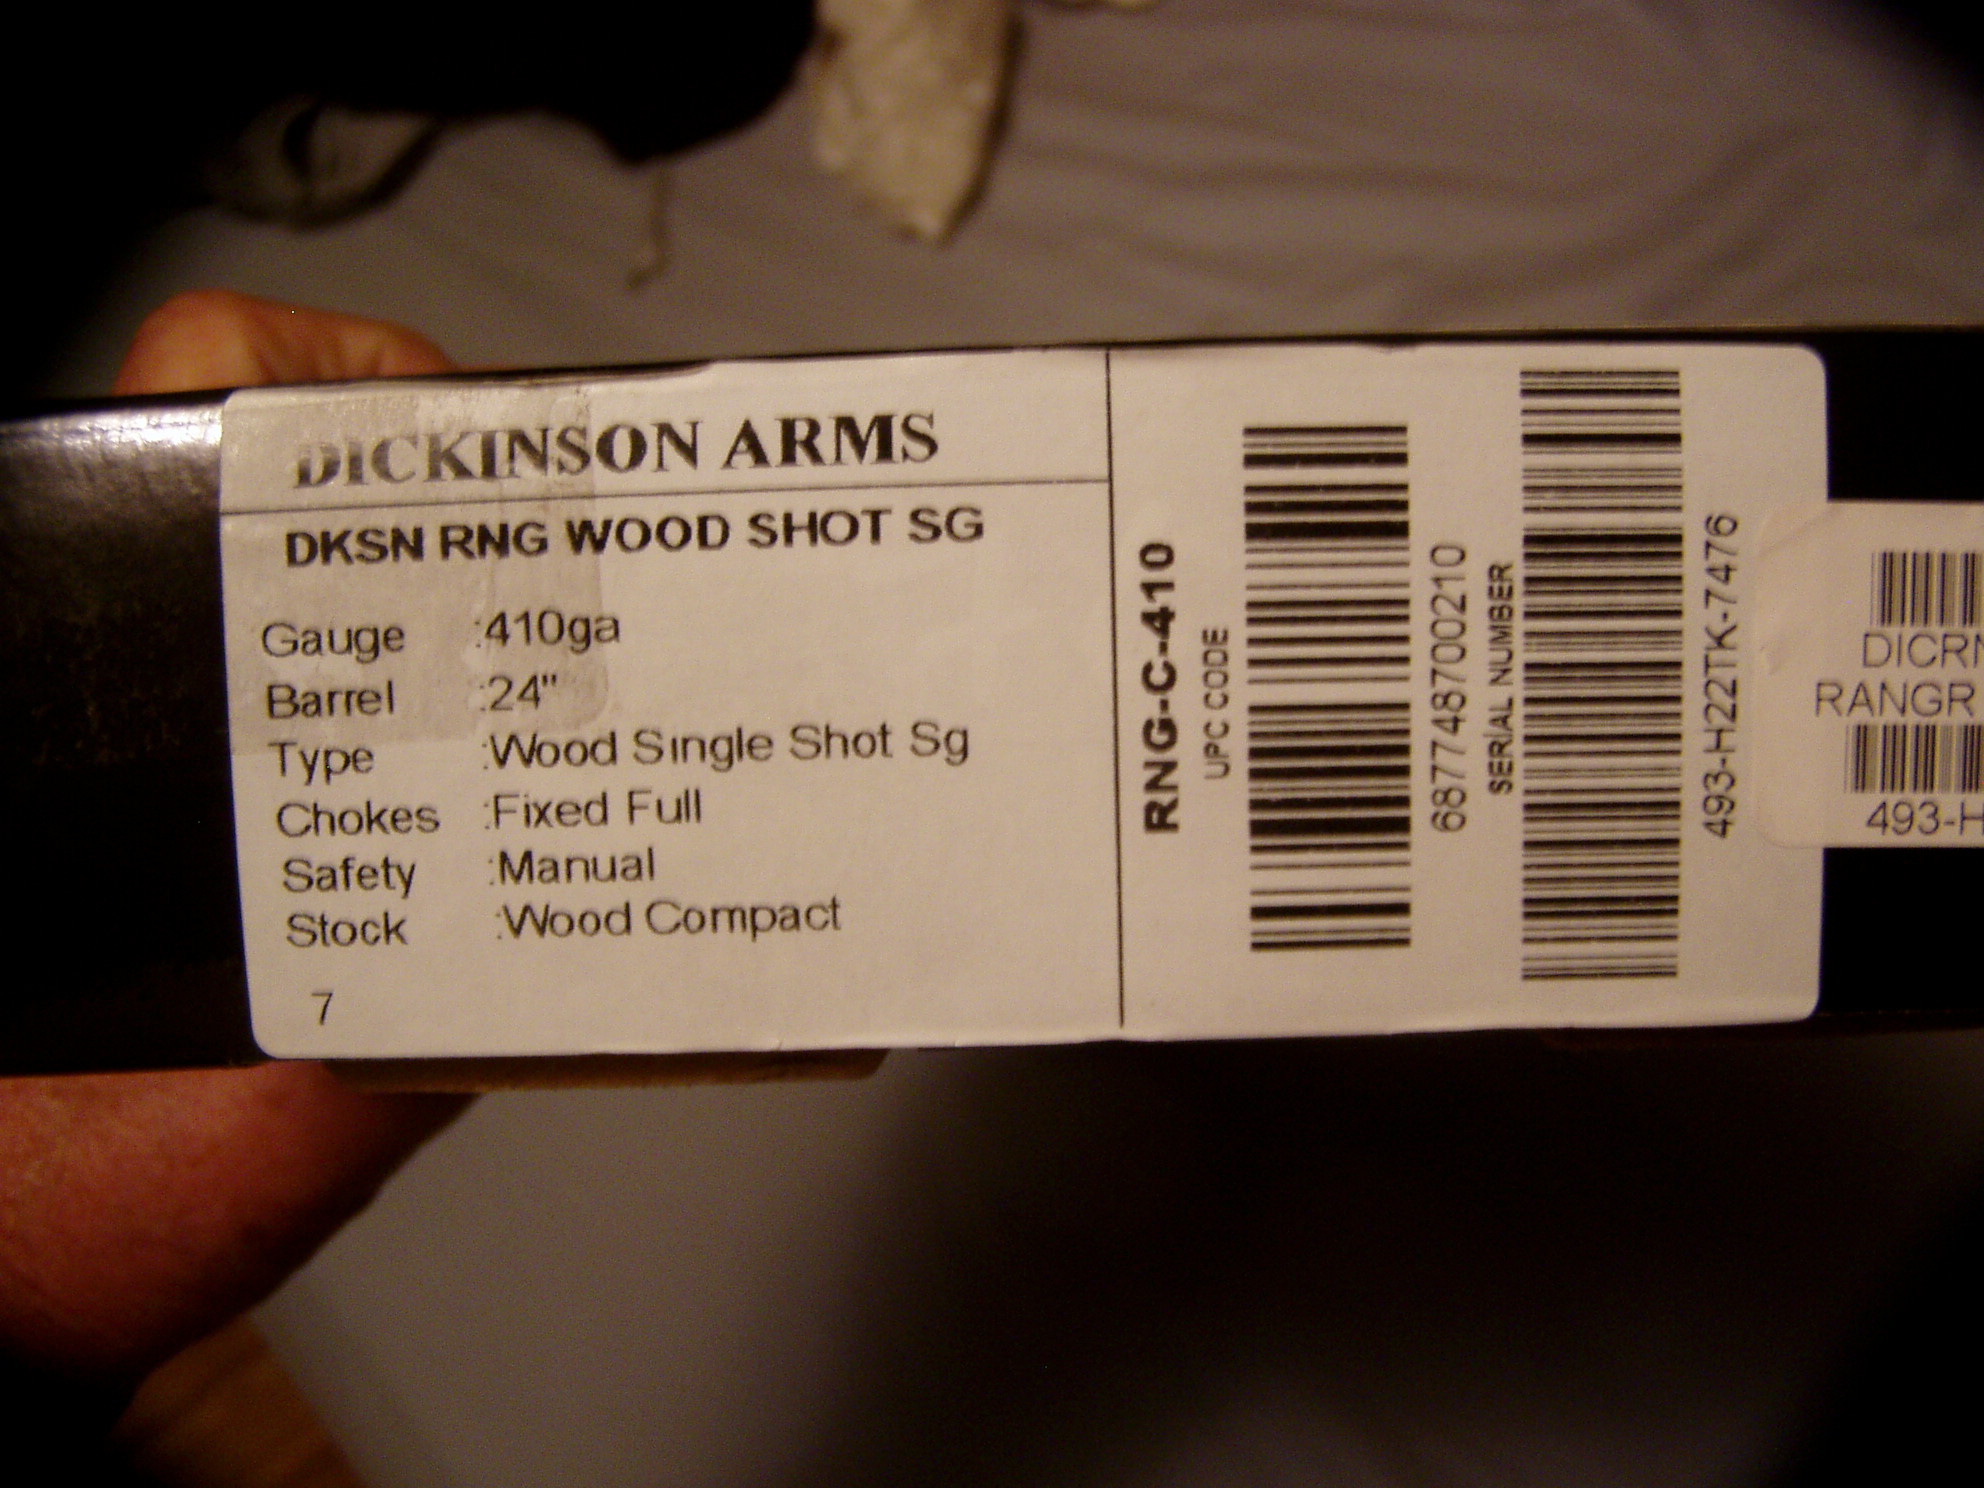 DICKINSON ARMS
DKSN RNG WOOD SHOT SG
Gauge :410ga
Barrel :24"
Type :Wood Single Shot Sg
Chokes :Fixed Full
Safety :Manual
Stock :Wood Compact
7
RNG-C-410
UPC CODE
687748700210
SERIAL NUMBER
493-H22TK-7476
DICRN
RANGR
493-H